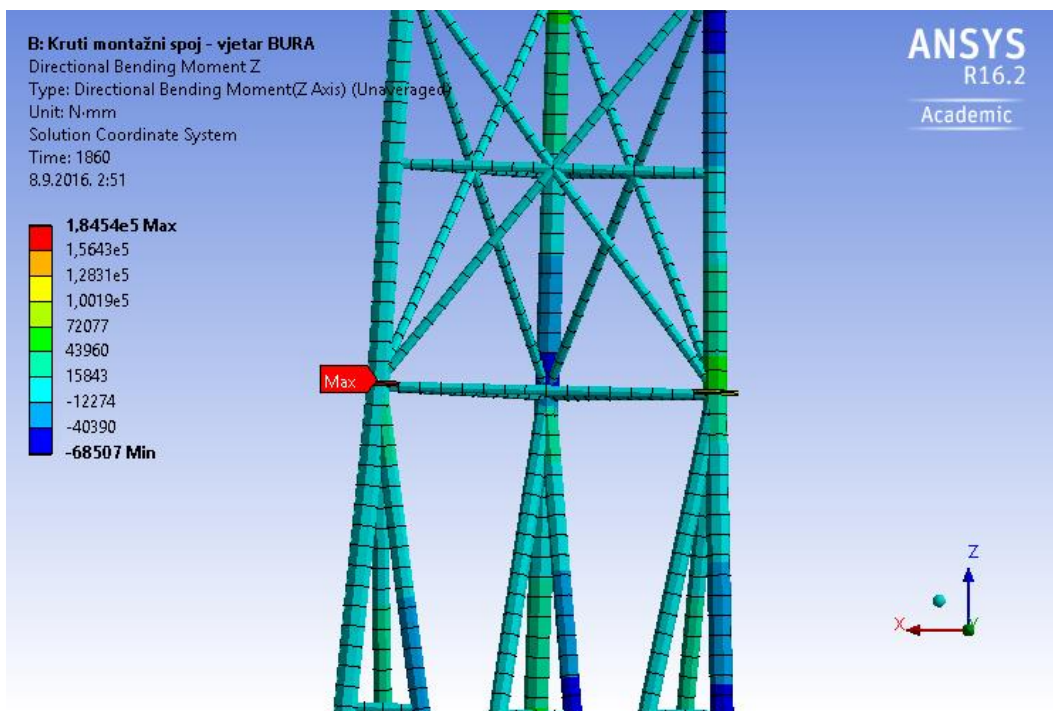 B: Kruti montažni spoj - vjetar BURA
Directional Bending Moment Z
Type: Directional Bending Moment(Z Axis) (Unaveraged)
Unit: N·mm
Solution Coordinate System
Time: 1860
8.9.2016. 2:51
1,8454e5 Max
1,5643e5
1,2831e5
1,0019e5
72077
43960
15843
-12274
-40390
-68507 Min
ANSYS
R16.2
Academic
Max
Z
X
Y